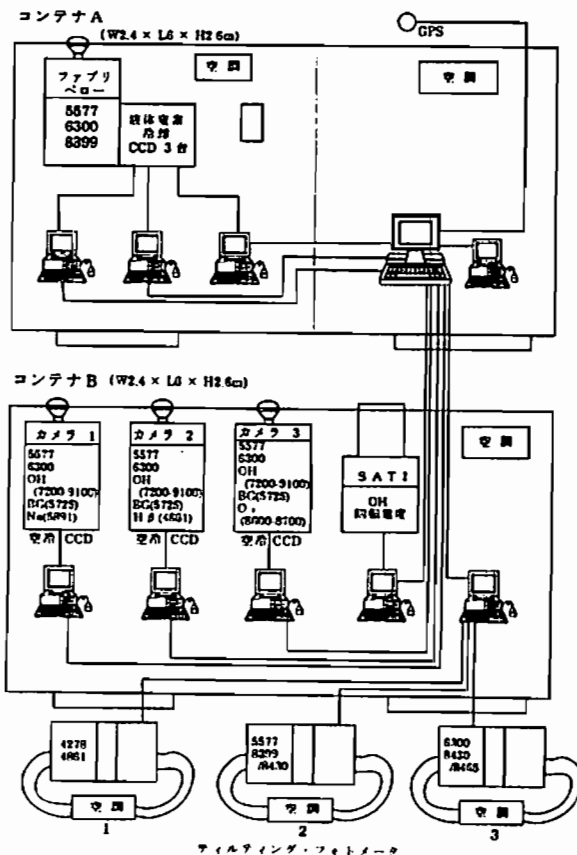 コンテナA
(W2.4 × L6 × H2.6m)
GPS
ファブリ
ペロー
5577
6300
8399
液体窒素
冷却
CCD 3台
空調
空調
コンテナB (W2.4 × L6 × H2.6m)
カメラ 1
5577
6300
OH
(7200-9100)
BG(5725)
Na(5891)
空冷 CCD
カメラ 2
5577
6300
OH
(7200-9100)
BG(5725)
Hβ(4861)
空冷 CCD
カメラ 3
5577
6300
OH
(7200-9100)
BG(5725)
O₂
(8600-8700)
空冷 CCD
SATI
OH
回転温度
空調
4278
4861
空調
1
5577
8399
/8430
空調
2
6300
8430
/8465
空調
3
ティルティング・フォトメータ